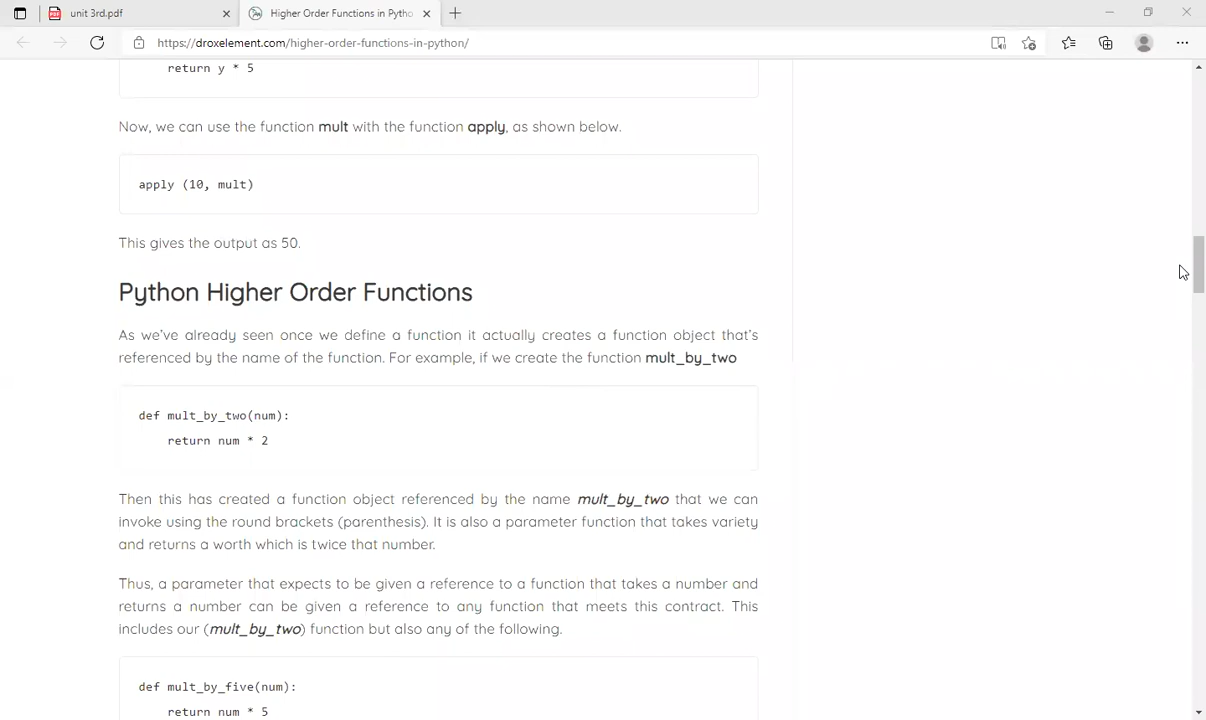 unit 3rd.pdf
Higher Order Functions in Pytho
https://droxelement.com/higher-order-functions-in-python/
return y * 5
Now, we can use the function mult with the function apply, as shown below.
apply (10, mult)
This gives the output as 50.
Python Higher Order Functions
As we've already seen once we define a function it actually creates a function object that's
referenced by the name of the function. For example, if we create the function mult_by_two
def mult_by_two(num):
return num * 2
Then this has created a function object referenced by the name mult_by_two that we can
invoke using the round brackets (parenthesis). It is also a parameter function that takes variety
and returns a worth which is twice that number.
Thus, a parameter that expects to be given a reference to a function that takes a number and
returns a number can be given a reference to any function that meets this contract. This
includes our (mult_by_two) function but also any of the following.
def mult_by_five(num):
return num * 5